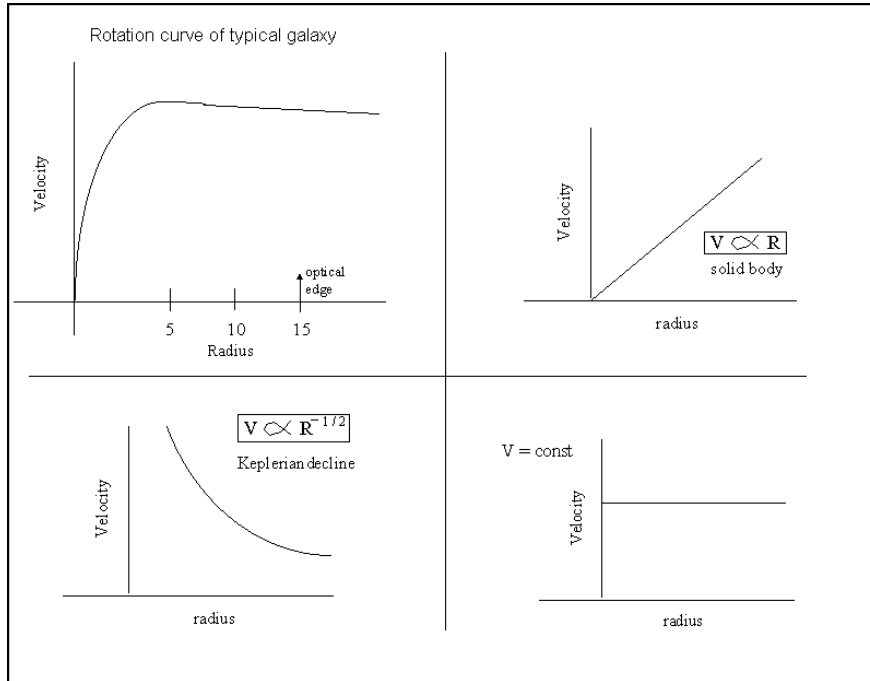 Rotation curve of typical galaxy
Velocity
optical
edge
5 10 15
Radius
Velocity
V ∝ R
solid body
radius
V ∝ R^-1/2
Keplerian decline
Velocity
radius
V = const
Velocity
radius